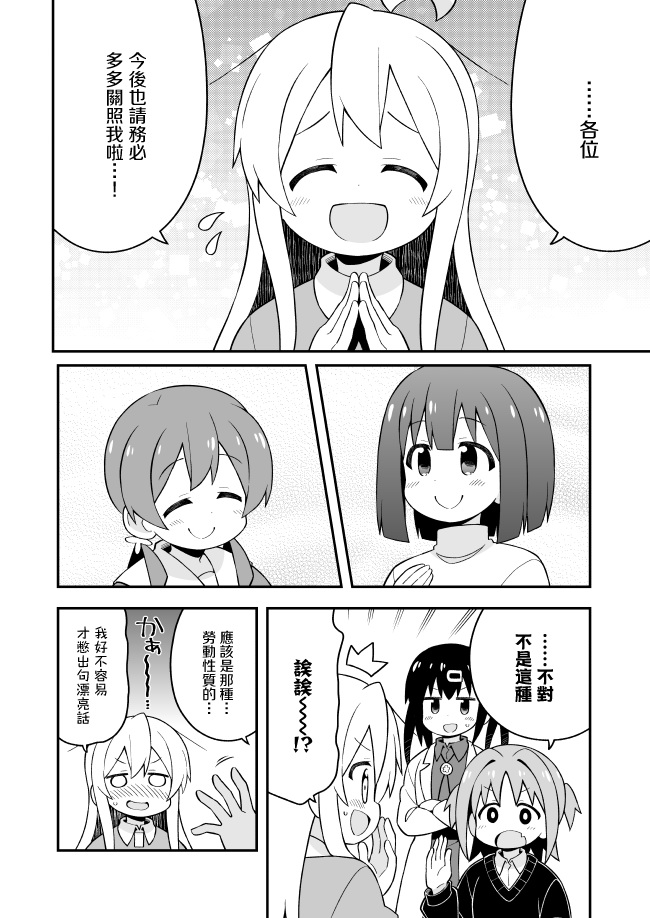 ……各位
今後也請務必
多多關照我啦…！
……不對
不是這種
誒誒～～!?
應該是那種…
勞動性質的…
かぁ～～…
我好不容易
才憋出句漂亮話